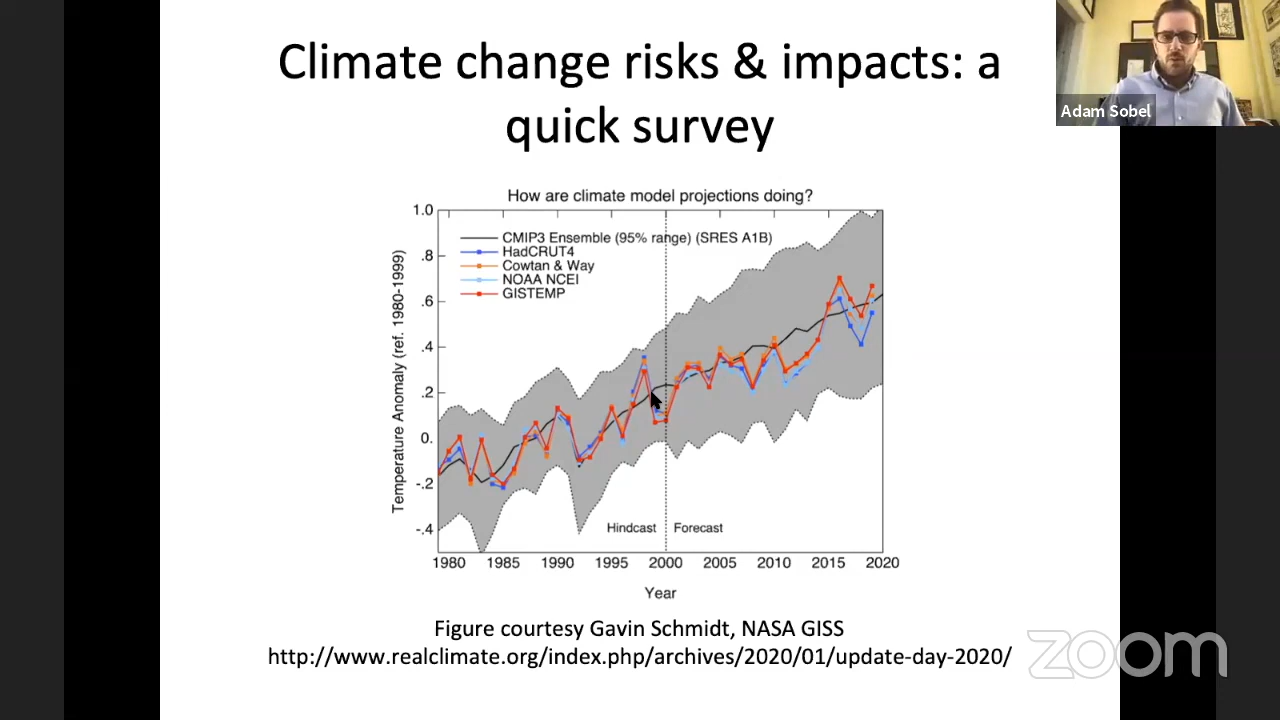 Climate change risks & impacts: a
quick survey
Adam Sobel
How are climate model projections doing?
1.0
.8
.6
.4
.2
0.
-.2
-.4
Temperature Anomaly (ref. 1980-1999)
CMIP3 Ensemble (95% range) (SRES A1B)
HadCRUT4
Cowtan & Way
NOAA NCEI
GISTEMP
Hindcast
Forecast
1980 1985 1990 1995 2000 2005 2010 2015 2020
Year
Figure courtesy Gavin Schmidt, NASA GISS
http://www.realclimate.org/index.php/archives/2020/01/update-day-2020/
zoom